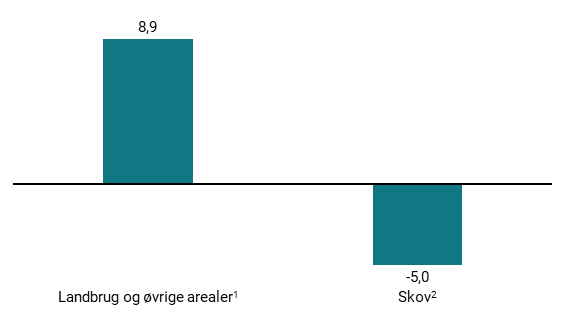 8,9
-5,0
Landbrug og øvrige arealer¹
Skov²